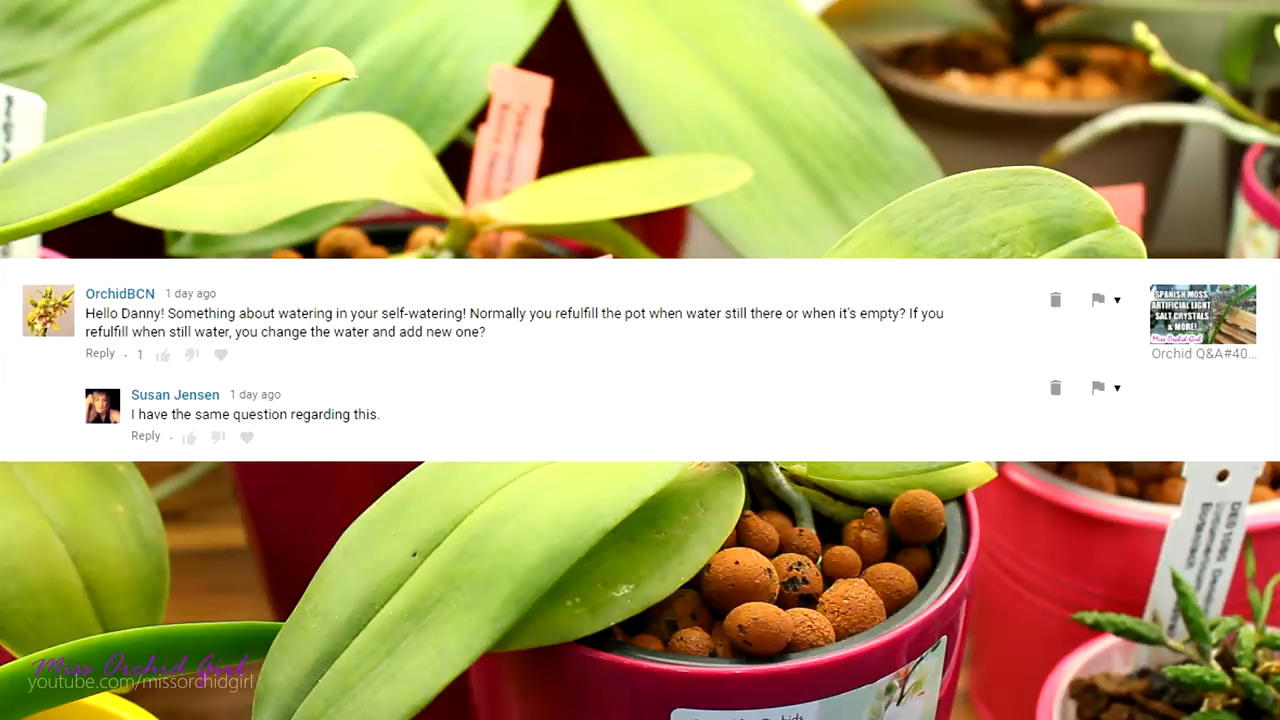 OrchidBCN 1 day ago
Hello Danny! Something about watering in your self-watering! Normally you refulfill the pot when water still there or when it's empty? If you
refulfill when still water, you change the water and add new one?
Reply . 1
SPANISH MOSS,
ARTIFICIAL LIGHT
SALT CRYSTALS
& MORE!
Miss Orchid Girl
Orchid Q&A#40...
Susan Jensen 1 day ago
I have the same question regarding this.
Reply .
Miss Orchid Girl
youtube.com/missorchidgirl